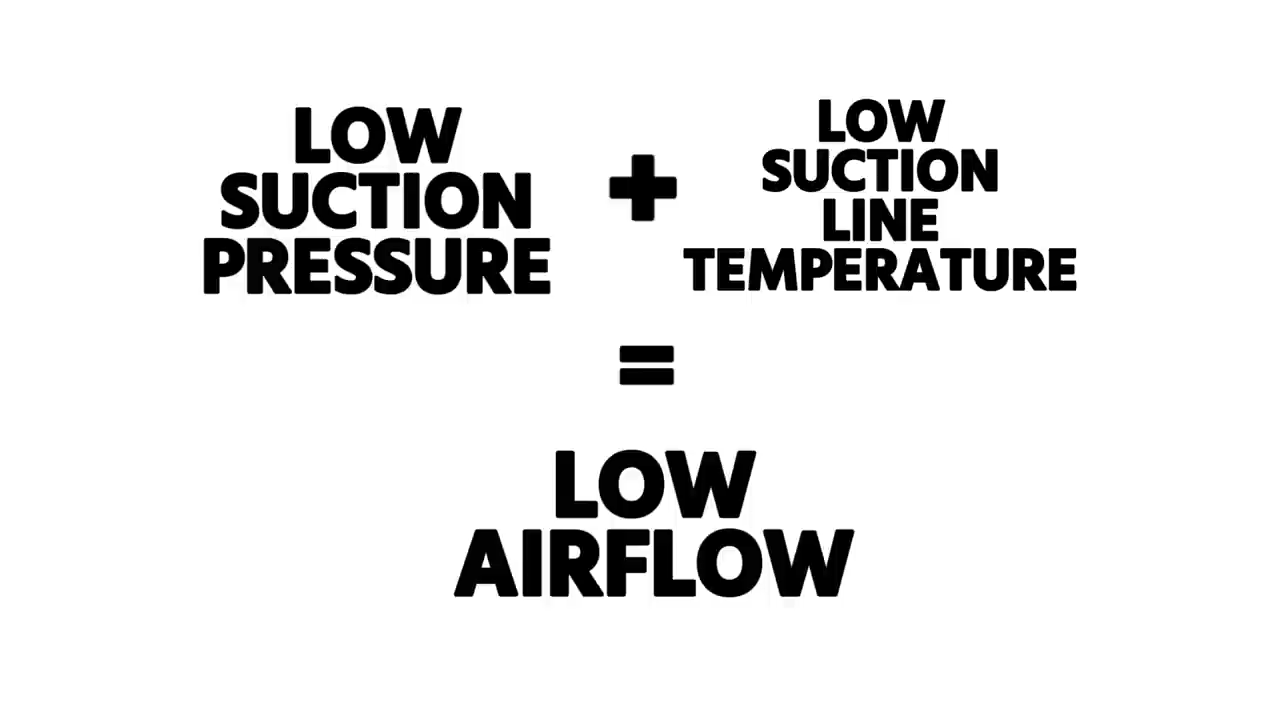 LOW
SUCTION
PRESSURE
+
LOW
SUCTION
LINE
TEMPERATURE
=
LOW
AIRFLOW